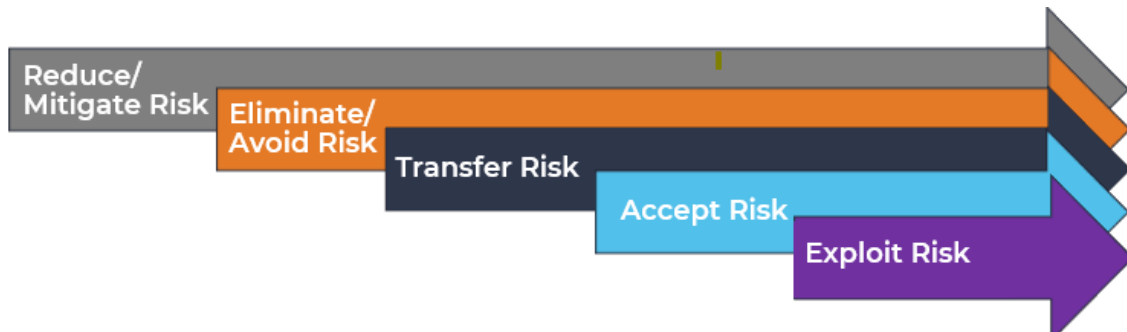 Reduce/
Mitigate Risk
Eliminate/
Avoid Risk
Transfer Risk
Accept Risk
Exploit Risk